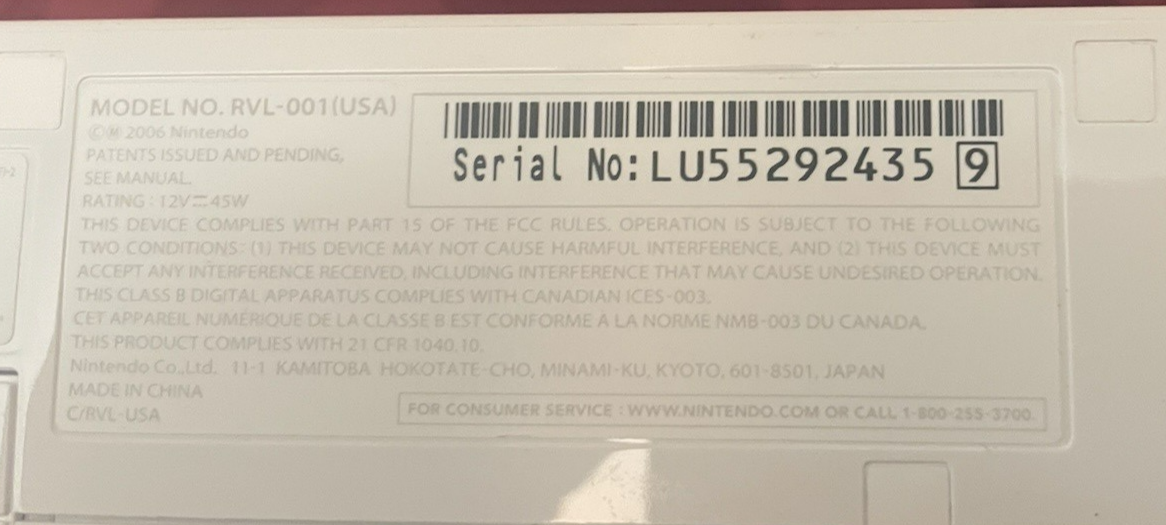 MODEL NO. RVL-001(USA)
©Ⓜ 2006 Nintendo
PATENTS ISSUED AND PENDING,
SEE MANUAL.
RATING : 12V⎓45W
Serial No:LU55292435 9
THIS DEVICE COMPLIES WITH PART 15 OF THE FCC RULES. OPERATION IS SUBJECT TO THE FOLLOWING
TWO CONDITIONS: (1) THIS DEVICE MAY NOT CAUSE HARMFUL INTERFERENCE, AND (2) THIS DEVICE MUST
ACCEPT ANY INTERFERENCE RECEIVED, INCLUDING INTERFERENCE THAT MAY CAUSE UNDESIRED OPERATION.
THIS CLASS B DIGITAL APPARATUS COMPLIES WITH CANADIAN ICES-003.
CET APPAREIL NUMÉRIQUE DE LA CLASSE B EST CONFORME À LA NORME NMB-003 DU CANADA.
THIS PRODUCT COMPLIES WITH 21 CFR 1040.10.
Nintendo Co.,Ltd. 11-1 KAMITOBA HOKOTATE-CHO, MINAMI-KU, KYOTO, 601-8501, JAPAN
MADE IN CHINA
C/RVL-USA
FOR CONSUMER SERVICE : WWW.NINTENDO.COM OR CALL 1-800-255-3700.